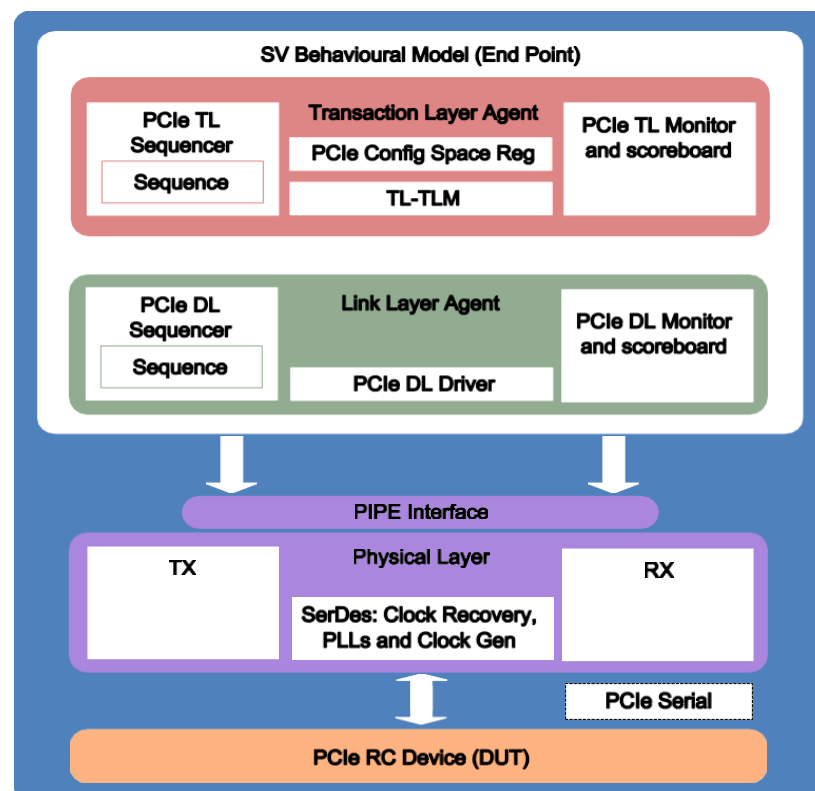 SV Behavioural Model (End Point)
PCIe TL
Sequencer
Sequence
Transaction Layer Agent
PCIe Config Space Reg
TL-TLM
PCIe TL Monitor
and scoreboard
PCIe DL
Sequencer
Sequence
Link Layer Agent
PCIe DL Driver
PCIe DL Monitor
and scoreboard
PIPE Interface
TX
Physical Layer
SerDes: Clock Recovery,
PLLs and Clock Gen
RX
PCIe Serial
PCIe RC Device (DUT)